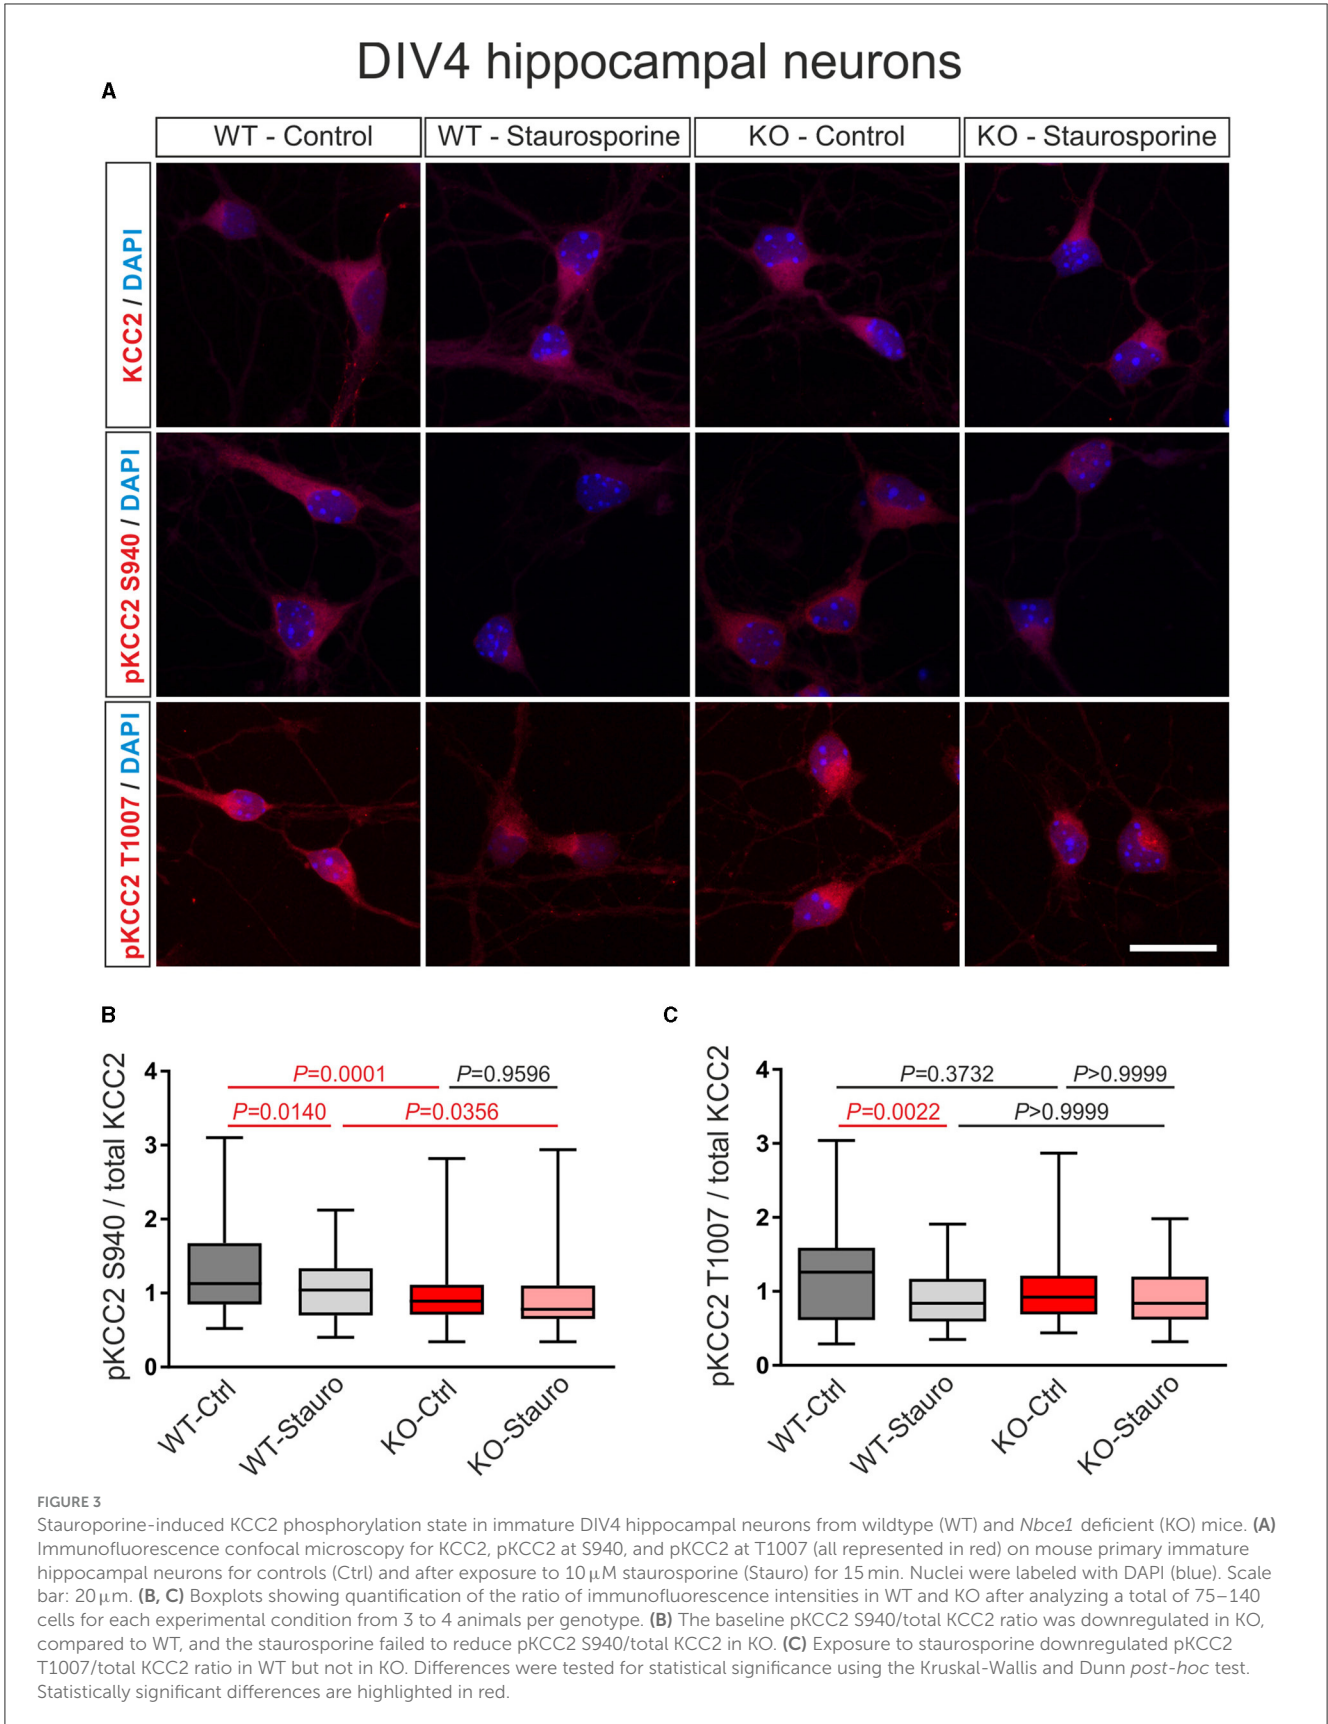 DIV4 hippocampal neurons
A
WT - Control
WT - Staurosporine
KO - Control
KO - Staurosporine
KCC2 / DAPI
pKCC2 S940 / DAPI
pKCC2 T1007 / DAPI
B
pKCC2 S940 / total KCC2
4
3
2
1
0
P=0.0001
P=0.9596
P=0.0140
P=0.0356
WT-Ctrl
WT-Stauro
KO-Ctrl
KO-Stauro
C
pKCC2 T1007 / total KCC2
4
3
2
1
0
P=0.3732
P>0.9999
P=0.0022
P>0.9999
WT-Ctrl
WT-Stauro
KO-Ctrl
KO-Stauro
FIGURE 3
Stauroporine-induced KCC2 phosphorylation state in immature DIV4 hippocampal neurons from wildtype (WT) and Nbce1 deficient (KO) mice. (A)
Immunofluorescence confocal microscopy for KCC2, pKCC2 at S940, and pKCC2 at T1007 (all represented in red) on mouse primary immature
hippocampal neurons for controls (Ctrl) and after exposure to 10 μM staurosporine (Stauro) for 15 min. Nuclei were labeled with DAPI (blue). Scale
bar: 20 μm. (B, C) Boxplots showing quantification of the ratio of immunofluorescence intensities in WT and KO after analyzing a total of 75–140
cells for each experimental condition from 3 to 4 animals per genotype. (B) The baseline pKCC2 S940/total KCC2 ratio was downregulated in KO,
compared to WT, and the staurosporine failed to reduce pKCC2 S940/total KCC2 in KO. (C) Exposure to staurosporine downregulated pKCC2
T1007/total KCC2 ratio in WT but not in KO. Differences were tested for statistical significance using the Kruskal-Wallis and Dunn post-hoc test.
Statistically significant differences are highlighted in red.